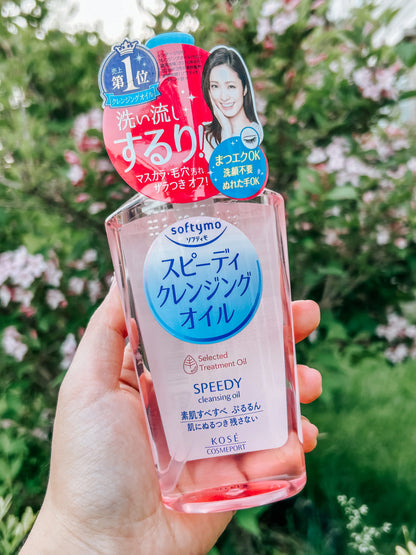 売上
第1位
クレンジングオイル
洗い流し
するり!
マスカラ・毛穴汚れ
ザラつきオフ!
まつエクOK
洗顔不要
ぬれた手OK
softymo
ソフティモ
スピーディ
クレンジング
オイル
Selected
Treatment Oil
SPEEDY
cleansing oil
素肌すべすべ ぷるるん
肌にぬるつき残さない
KOSÉ
COSMEPORT